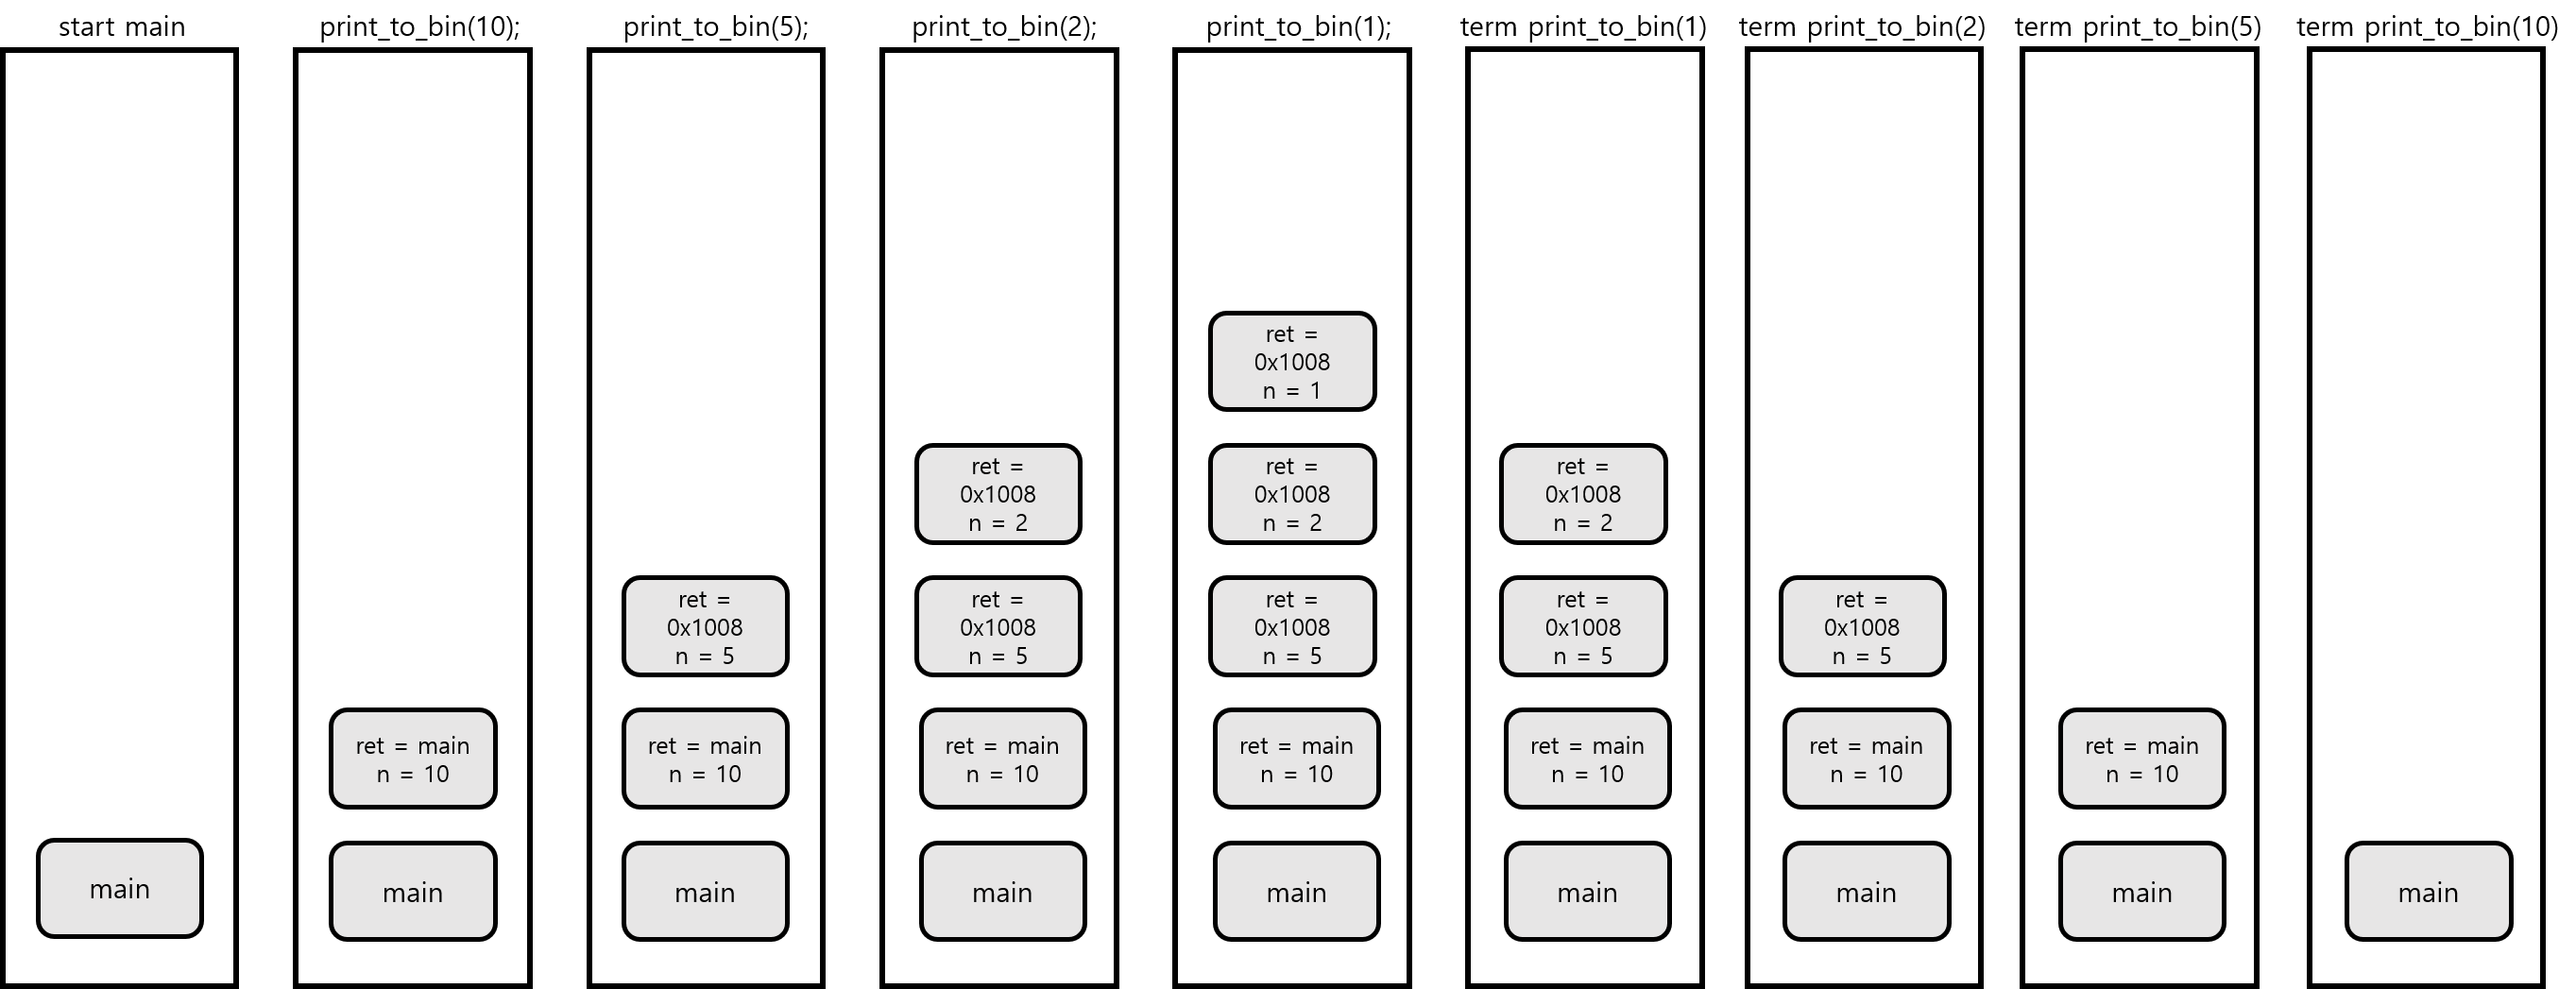 start main
main
print_to_bin(10);
ret = main
n = 10
main
print_to_bin(5);
ret =
0x1008
n = 5
ret = main
n = 10
main
print_to_bin(2);
ret =
0x1008
n = 2
ret =
0x1008
n = 5
ret = main
n = 10
main
print_to_bin(1);
ret =
0x1008
n = 1
ret =
0x1008
n = 2
ret =
0x1008
n = 5
ret = main
n = 10
main
term print_to_bin(1)
ret =
0x1008
n = 2
ret =
0x1008
n = 5
ret = main
n = 10
main
term print_to_bin(2)
ret =
0x1008
n = 5
ret = main
n = 10
main
term print_to_bin(5)
ret = main
n = 10
main
term print_to_bin(10)
main